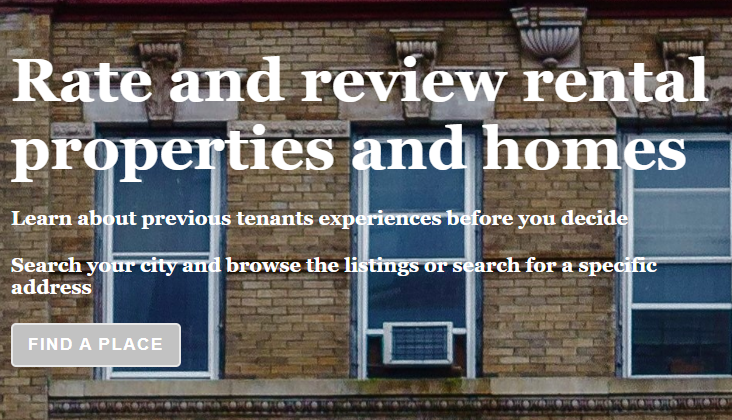 Rate and review rental
properties and homes
Learn about previous tenants experiences before you decide
Search your city and browse the listings or search for a specific
address
FIND A PLACE